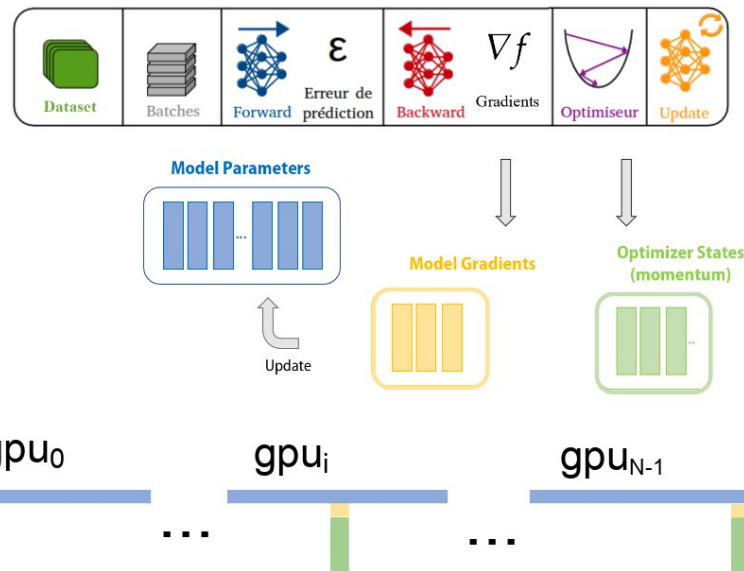 Dataset
Batches
Forward
ε
Erreur de
prédiction
Backward
∇f
Gradients
Optimiseur
Update
Model Parameters
...
Model Gradients
Optimizer States
(momentum)
..
Update
gpu₀
gpuᵢ
gpu_N-1
... ...